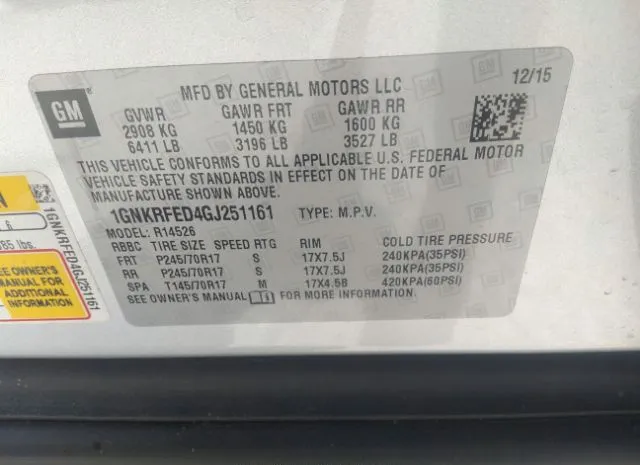 MFD BY GENERAL MOTORS LLC
12/15
GM
GVWR GAWR FRT GAWR RR
2908 KG 1450 KG 1600 KG
6411 LB 3196 LB 3527 LB
THIS VEHICLE CONFORMS TO ALL APPLICABLE U.S. FEDERAL MOTOR
VEHICLE SAFETY STANDARDS IN EFFECT ON THE DATE OF
MANUFACTURE SHOWN ABOVE.
1GNKRFED4GJ251161 TYPE: M.P.V.
MODEL: R14526
RBBC TIRE SIZE SPEED RTG RIM COLD TIRE PRESSURE
FRT P245/70R17 S 17X7.5J 240KPA(35PSI)
RR P245/70R17 S 17X7.5J 240KPA(35PSI)
SPA T145/70R17 M 17X4.5B 420KPA(60PSI)
SEE OWNER'S MANUAL FOR MORE INFORMATION.
1GNKRFED4GJ251161
N
L 6
lbs.
SEE OWNER'S
MANUAL FOR
ADDITIONAL
INFORMATION